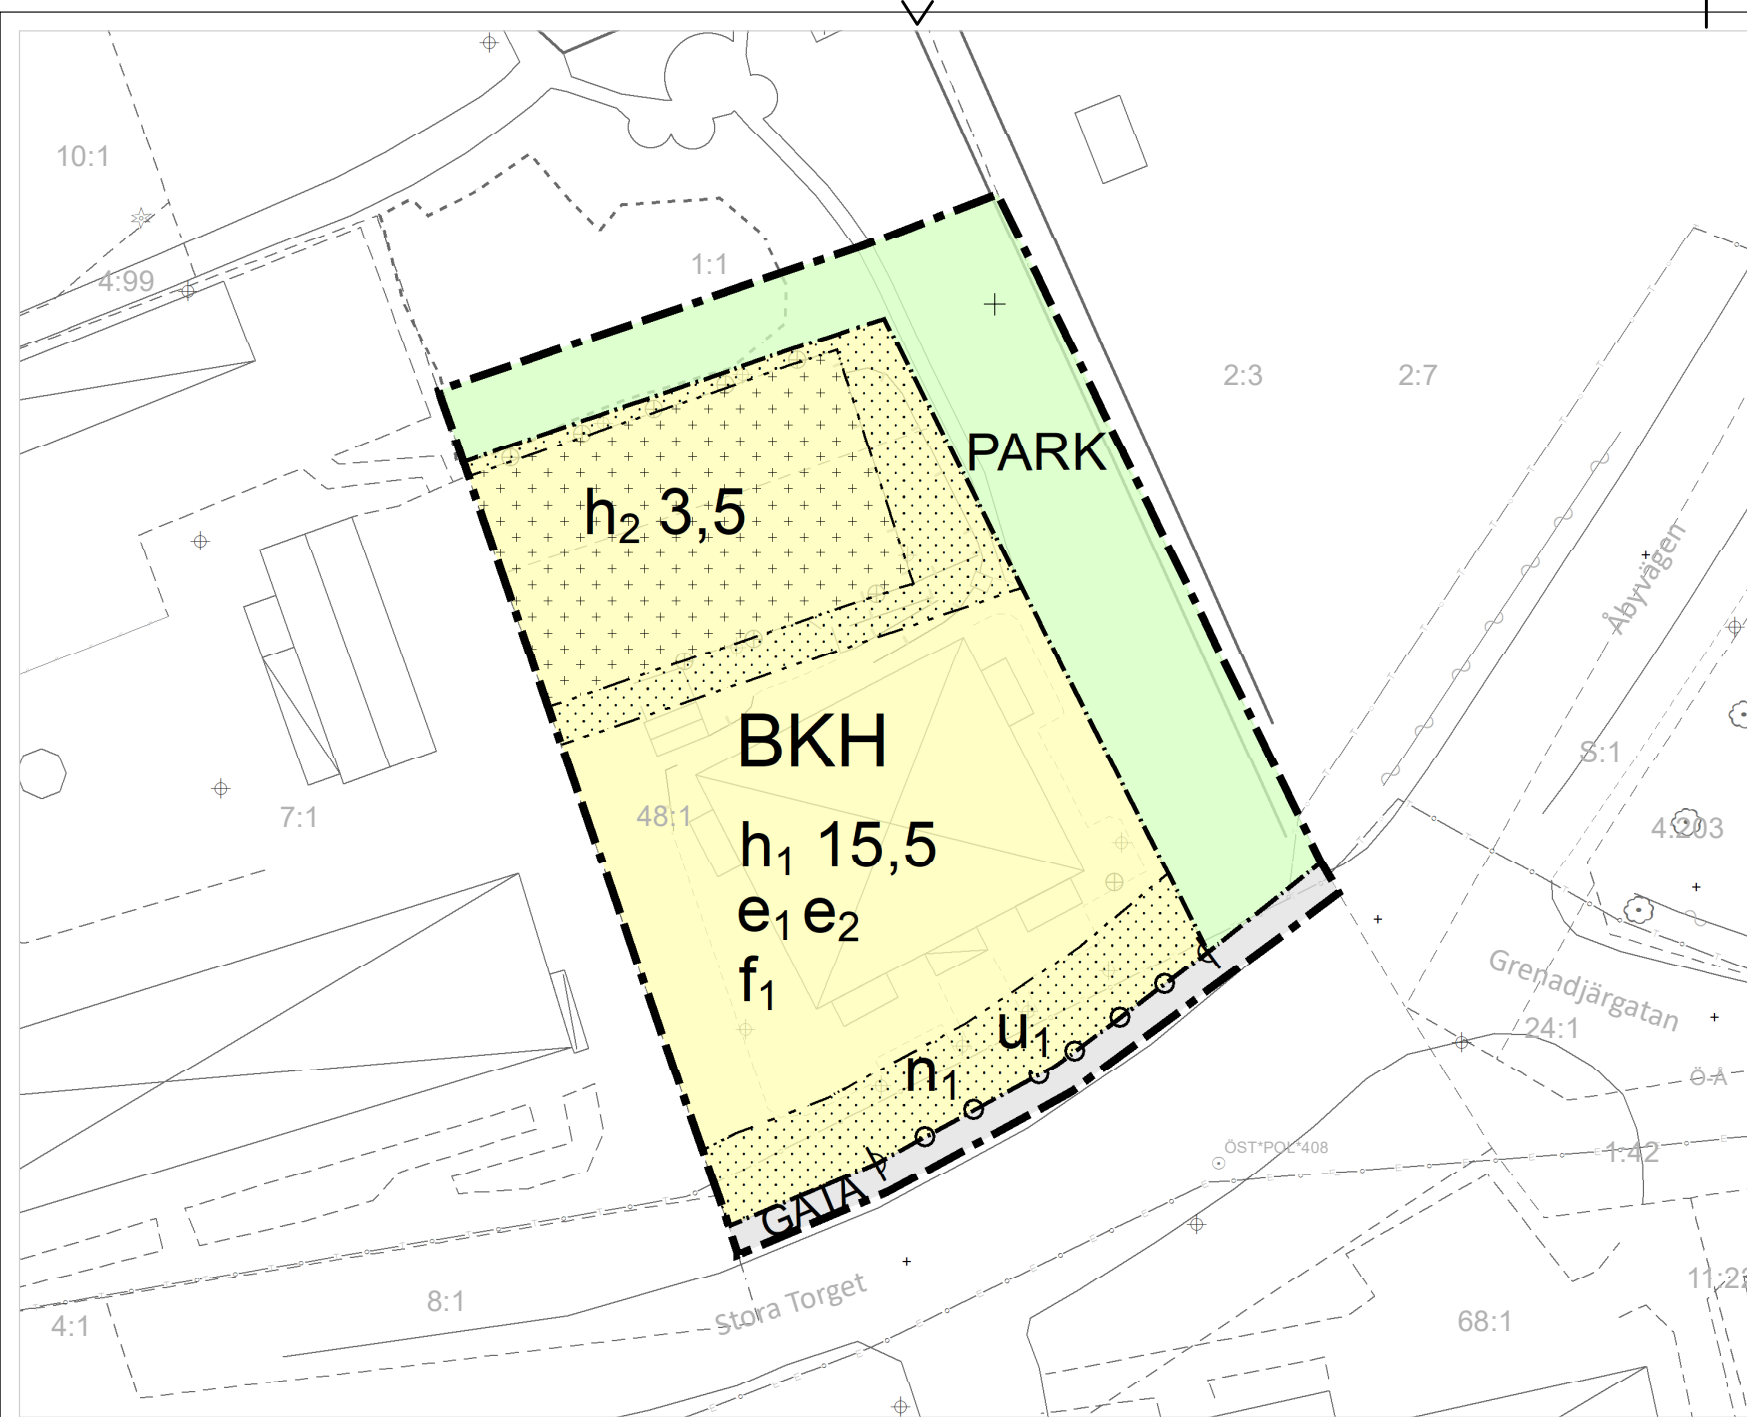 10:1
4:99
1:1
2:3
2:7
PARK
h₂ 3,5
Åbyvägen
BKH
S:1
48:1
7:1
4:203
h₁ 15,5
e₁ e₂
f₁
Grenadjärgatan
u₁
24:1
n₁
Ö-Å
ÖST*POL*408
1:42
GATA
Stora Torget
8:1
4:1
68:1